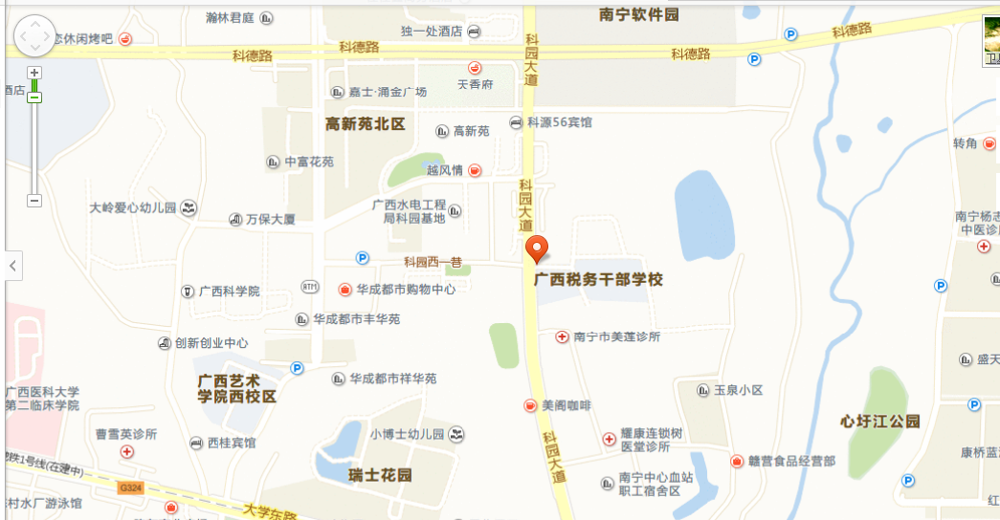 瀚林君庭
独一处酒店
南宁软件园
恋休闲烤吧
科德路
科德路
科德路
科德路
科园大道
天香府
酒店
嘉士·涌金广场
高新苑北区
高新苑
科源56宾馆
转角
中富花苑
越风情
科园大道
大岭爱心幼儿园
万保大厦
广西水电工程
局科园基地
南宁杨志
中医诊所
科园西一巷
广西税务干部学校
广西科学院
ATM
华成都市购物中心
华成都市丰华苑
创新创业中心
南宁市美莲诊所
盛天
广西艺术
学院西校区
华成都市祥华苑
玉泉小区
广西医科大学
第二临床学院
美阁咖啡
心圩江公园
曹雪英诊所
西桂宾馆
小博士幼儿园
科园大道
耀康连锁树
医堂诊所
赣营食品经营部
康桥蓝
地铁1号线(在建中)
G324
瑞士花园
南宁中心血站
职工宿舍区
村水厂游泳馆
大学东路
红